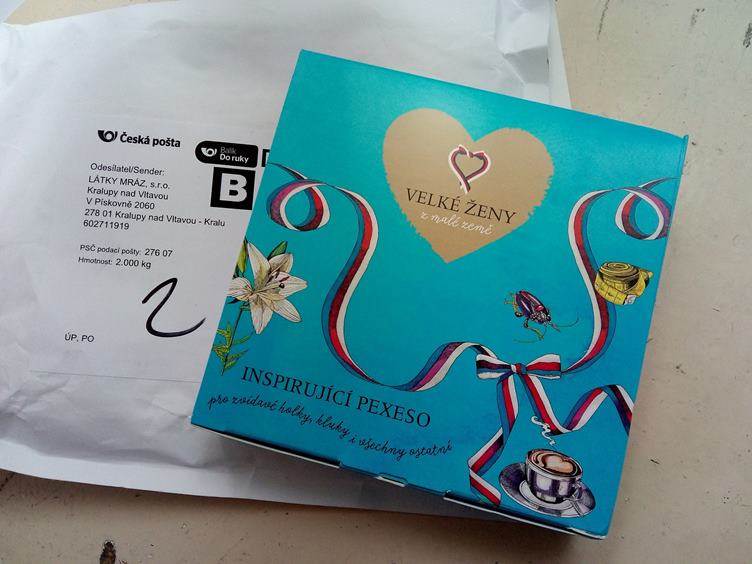 Česká pošta
Balík
Do ruky
B
Odesílatel/Sender:
LÁTKY MRÁZ, s.r.o.
Kralupy nad Vltavou
V Pískovně 2060
278 01 Kralupy nad Vltavou - Kralu
602711919
PSČ podací pošty: 276 07
Hmotnost: 2.000 kg
2
ÚP, PO
VELKÉ ŽENY
z malé země
INSPIRUJÍCÍ PEXESO
pro zvídavé holky, kluky i všechny ostatní